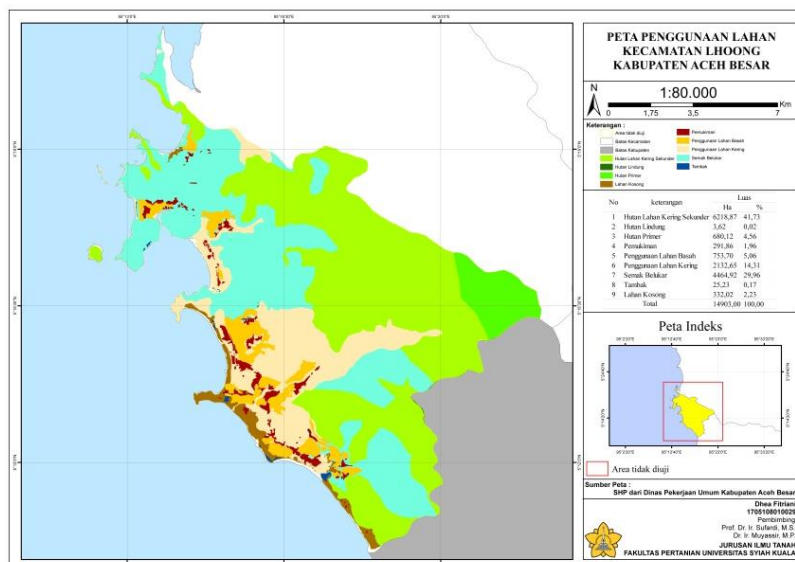 PETA PENGGUNAAN LAHAN
KECAMATAN LHOONG
KABUPATEN ACEH BESAR
N
1:80.000
Km
0 1,75 3,5 7
Keterangan :
Area tidak diuji
Batas Kecamatan
Batas Kabupaten
Hutan Lahan Kering Sekunder
Hutan Lindung
Hutan Primer
Lahan Kosong
Pemukiman
Penggunaan Lahan Basah
Penggunaan Lahan Kering
Semak Belukar
Tambak
No keterangan Luas
Ha %
1 Hutan Lahan Kering Sekunder 6218,87 41,73
2 Hutan Lindung 3,62 0,02
3 Hutan Primer 680,12 4,56
4 Pemukiman 291,86 1,96
5 Penggunaan Lahan Basah 753,70 5,06
6 Penggunaan Lahan Kering 2132,65 14,31
7 Semak Belukar 4464,92 29,96
8 Tambak 25,23 0,17
9 Lahan Kosong 332,02 2,23
Total 14903,00 100,00
Peta Indeks
Area tidak diuji
Sumber Peta :
SHP dari Dinas Pekerjaan Umum Kabupaten Aceh Besar
Dhea Fitriani
1705108010029
Pembimbing
Prof. Dr. Ir. Sufardi, M.S.
Dr. Ir. Muyassir, M.P.
JURUSAN ILMU TANAH
FAKULTAS PERTANIAN UNIVERSITAS SYIAH KUALA